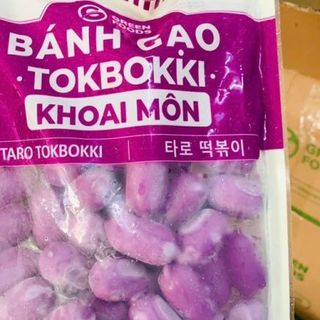 GREEN
FOODS
BÁNH GẠO
TOKBOKKI
KHOAI MÔN
TARO TOKBOKKI
타로 떡볶이